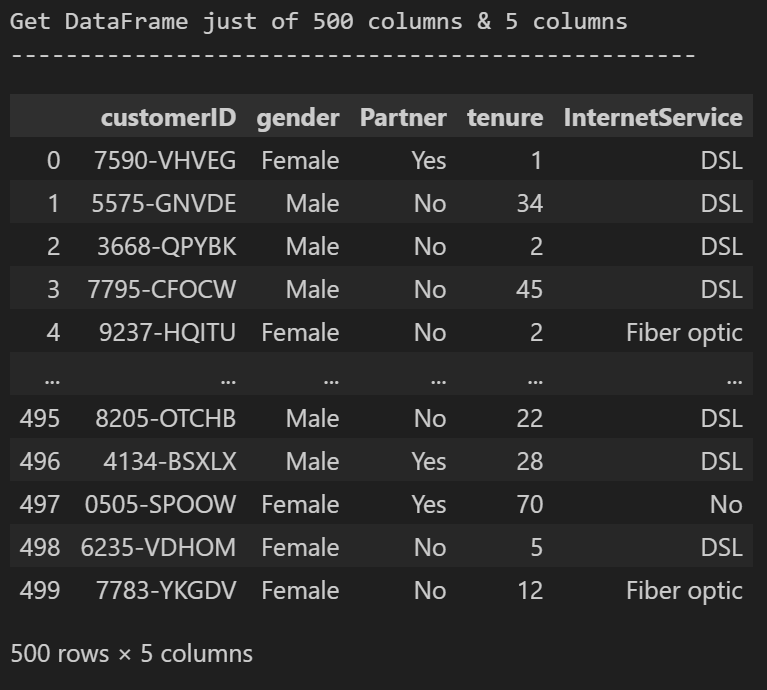 Get DataFrame just of 500 columns & 5 columns
--------------------------------------------------
customerID gender Partner tenure InternetService
0 7590-VHVEG Female Yes 1 DSL
1 5575-GNVDE Male No 34 DSL
2 3668-QPYBK Male No 2 DSL
3 7795-CFOCW Male No 45 DSL
4 9237-HQITU Female No 2 Fiber optic
... ... ... ... ... ...
495 8205-OTCHB Male No 22 DSL
496 4134-BSXLX Male Yes 28 DSL
497 0505-SPOOW Female Yes 70 No
498 6235-VDHOM Female No 5 DSL
499 7783-YKGDV Female No 12 Fiber optic
500 rows × 5 columns